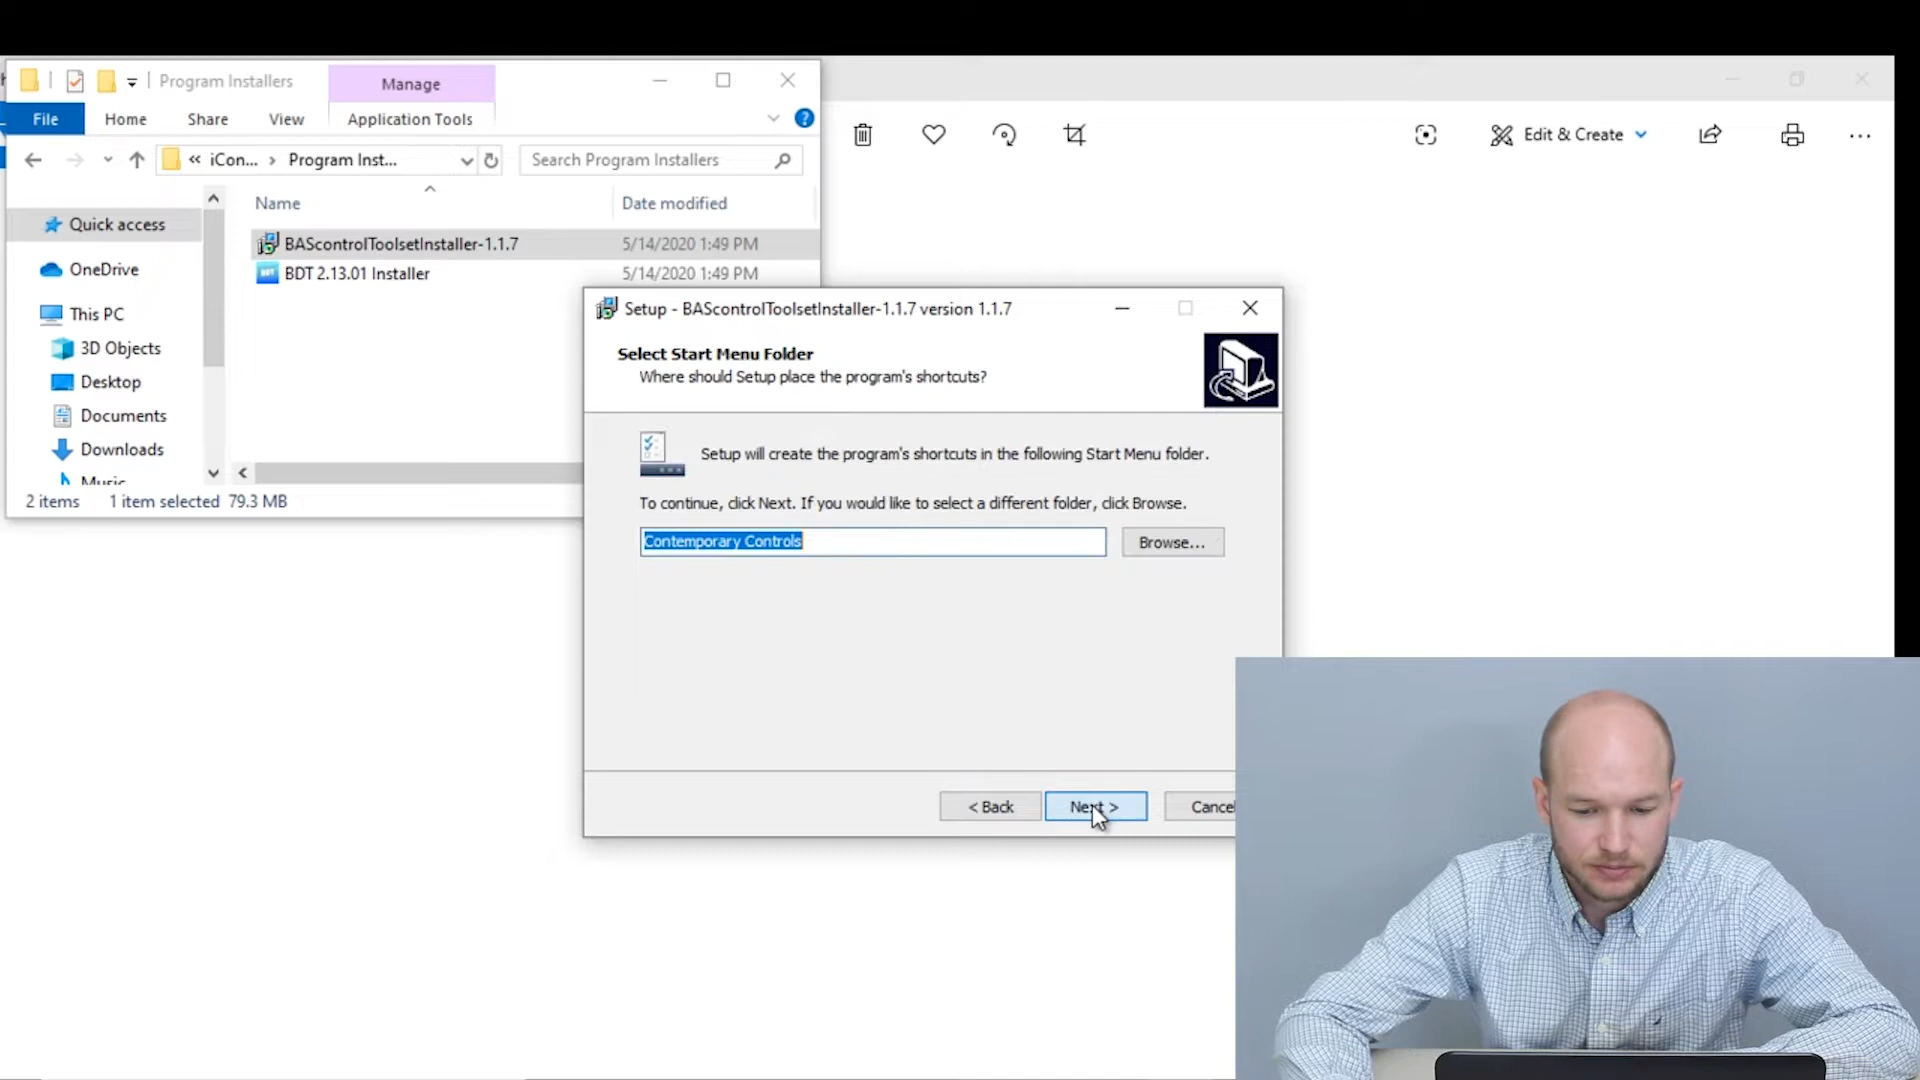 Program Installers
Manage
File
Home
Share
View
Application Tools
?
« iCon... > Program Inst...
Search Program Installers
Edit & Create
Name
Date modified
Quick access
OneDrive
This PC
3D Objects
Desktop
Documents
Downloads
Music
BAScontrolToolsetInstaller-1.1.7
5/14/2020 1:49 PM
BDT 2.13.01 Installer
5/14/2020 1:49 PM
2 items
1 item selected 79.3 MB
Setup - BAScontrolToolsetInstaller-1.1.7 version 1.1.7
Select Start Menu Folder
Where should Setup place the program's shortcuts?
Setup will create the program's shortcuts in the following Start Menu folder.
To continue, click Next. If you would like to select a different folder, click Browse.
Contemporary Controls
Browse...
< Back
Next >
Cancel